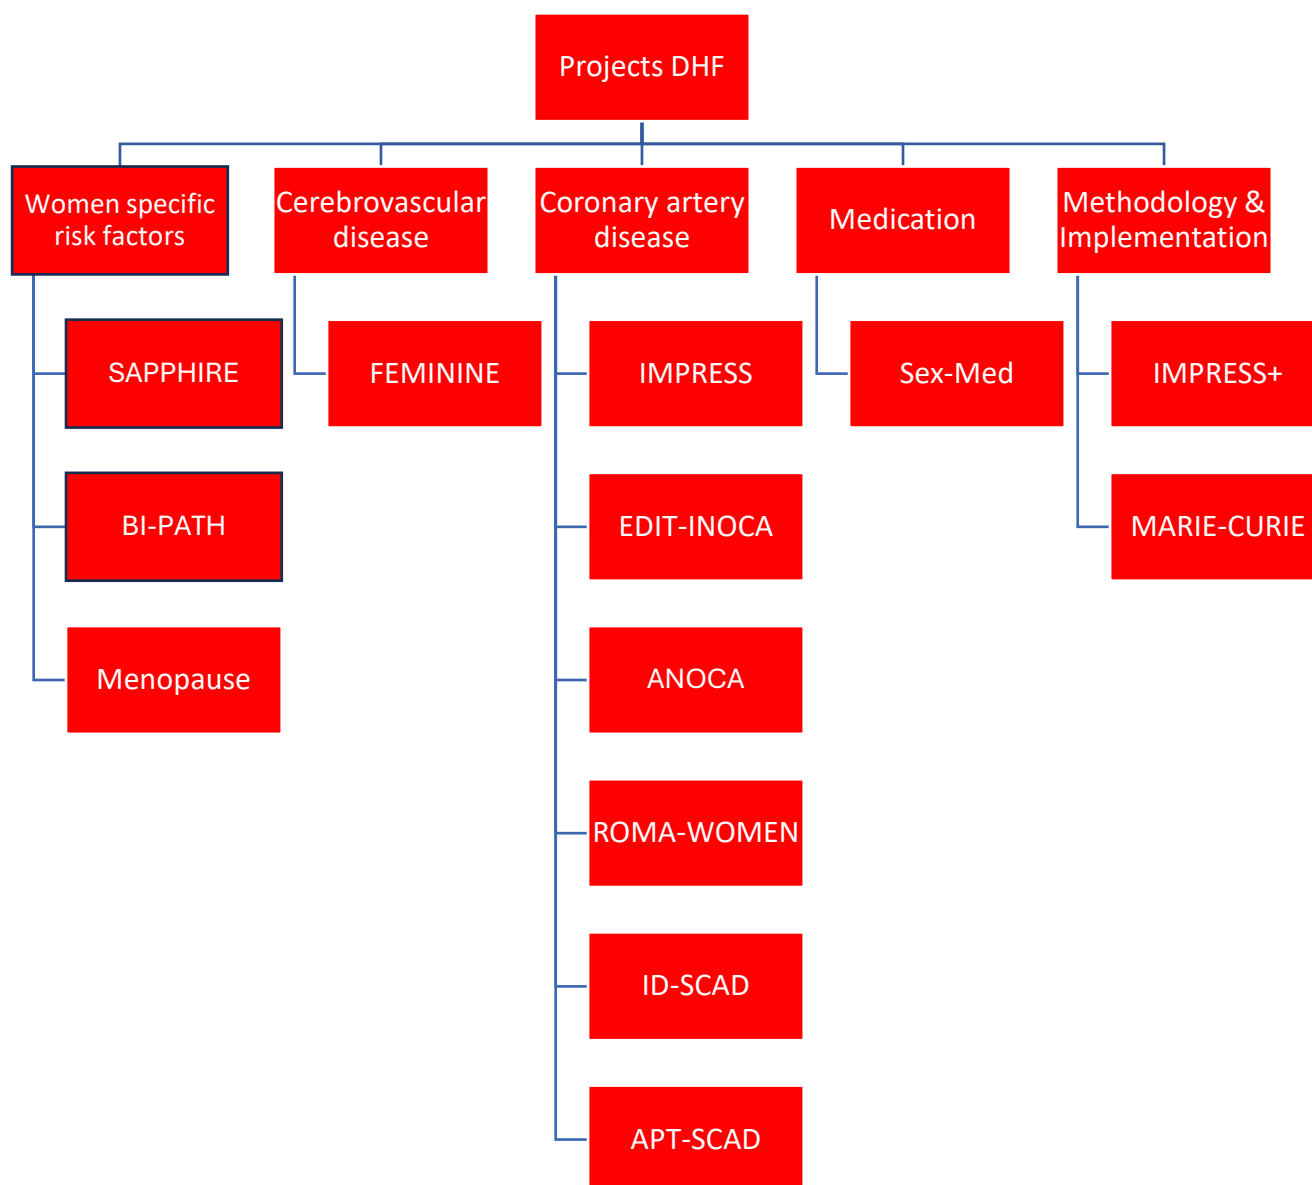 Projects DHF
Women specific
risk factors
Cerebrovascular
disease
Coronary artery
disease
Medication
Methodology &
Implementation
SAPPHIRE
FEMININE
IMPRESS
Sex-Med
IMPRESS+
BI-PATH
EDIT-INOCA
MARIE-CURIE
Menopause
ANOCA
ROMA-WOMEN
ID-SCAD
APT-SCAD